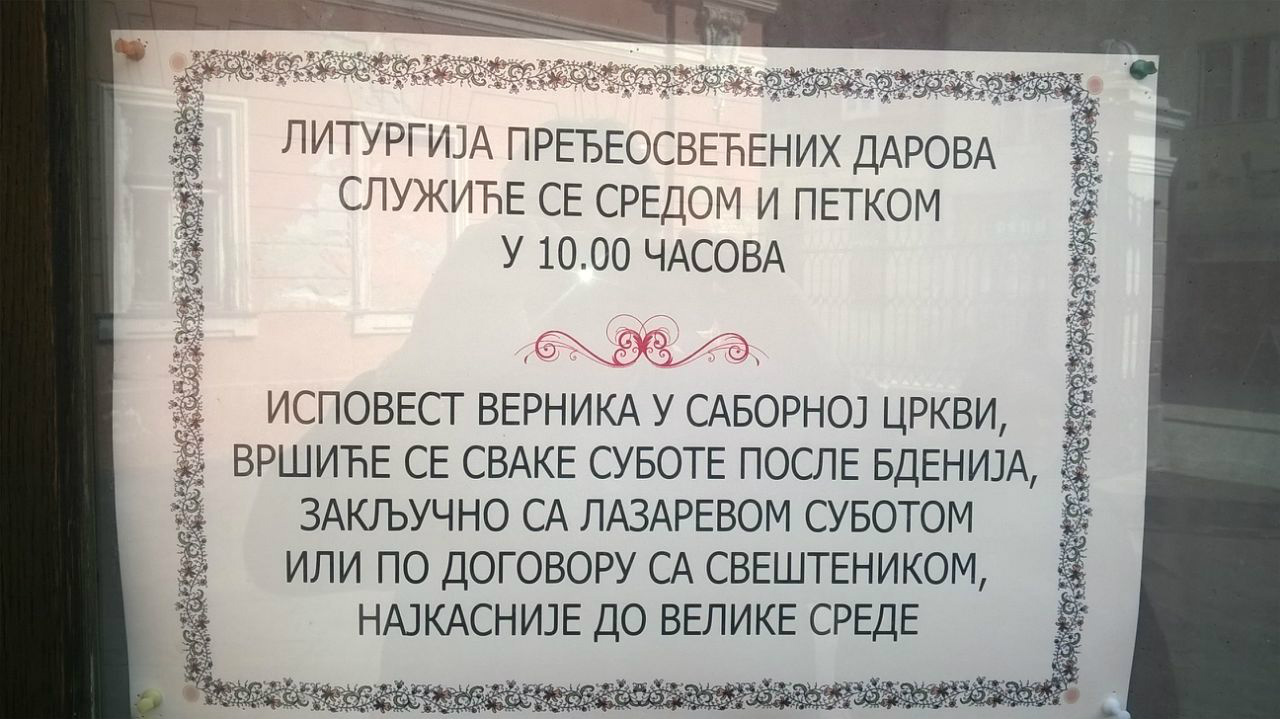 ЛИТУРГИЈА ПРЕЂЕОСВЕЋЕНИХ ДАРОВА
СЛУЖИЋЕ СЕ СРЕДОМ И ПЕТКОМ
У 10.00 ЧАСОВА
ИСПОВЕСТ ВЕРНИКА У САБОРНОЈ ЦРКВИ,
ВРШИЋЕ СЕ СВАКЕ СУБОТЕ ПОСЛЕ БДЕНИЈА,
ЗАКЉУЧНО СА ЛАЗАРЕВОМ СУБОТОМ
ИЛИ ПО ДОГОВОРУ СА СВЕШТЕНИКОМ,
НАЈКАСНИЈЕ ДО ВЕЛИКЕ СРЕДЕ